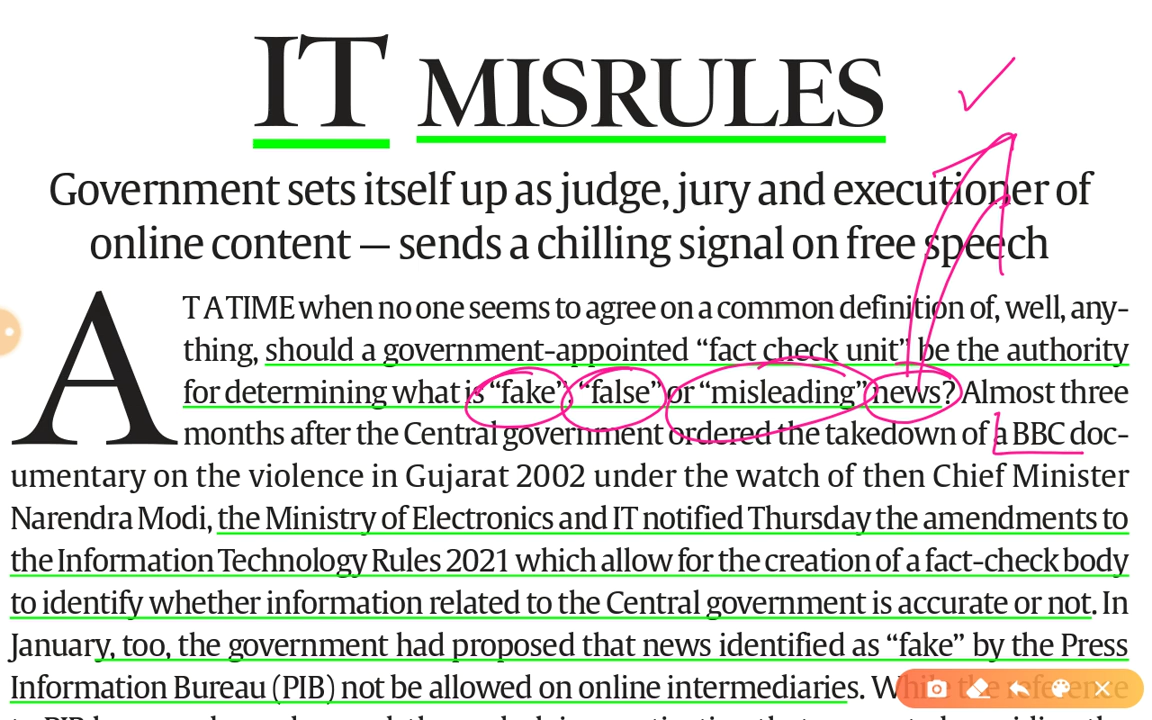 IT MISRULES
Government sets itself up as judge, jury and executioner of
online content — sends a chilling signal on free speech
AT A TIME when no one seems to agree on a common definition of, well, any-
thing, should a government-appointed “fact check unit” be the authority
for determining what is “fake”, “false” or “misleading” news? Almost three
months after the Central government ordered the takedown of a BBC doc-
umentary on the violence in Gujarat 2002 under the watch of then Chief Minister
Narendra Modi, the Ministry of Electronics and IT notified Thursday the amendments to
the Information Technology Rules 2021 which allow for the creation of a fact-check body
to identify whether information related to the Central government is accurate or not. In
January, too, the government had proposed that news identified as “fake” by the Press
Information Bureau (PIB) not be allowed on online intermediaries. While the reference